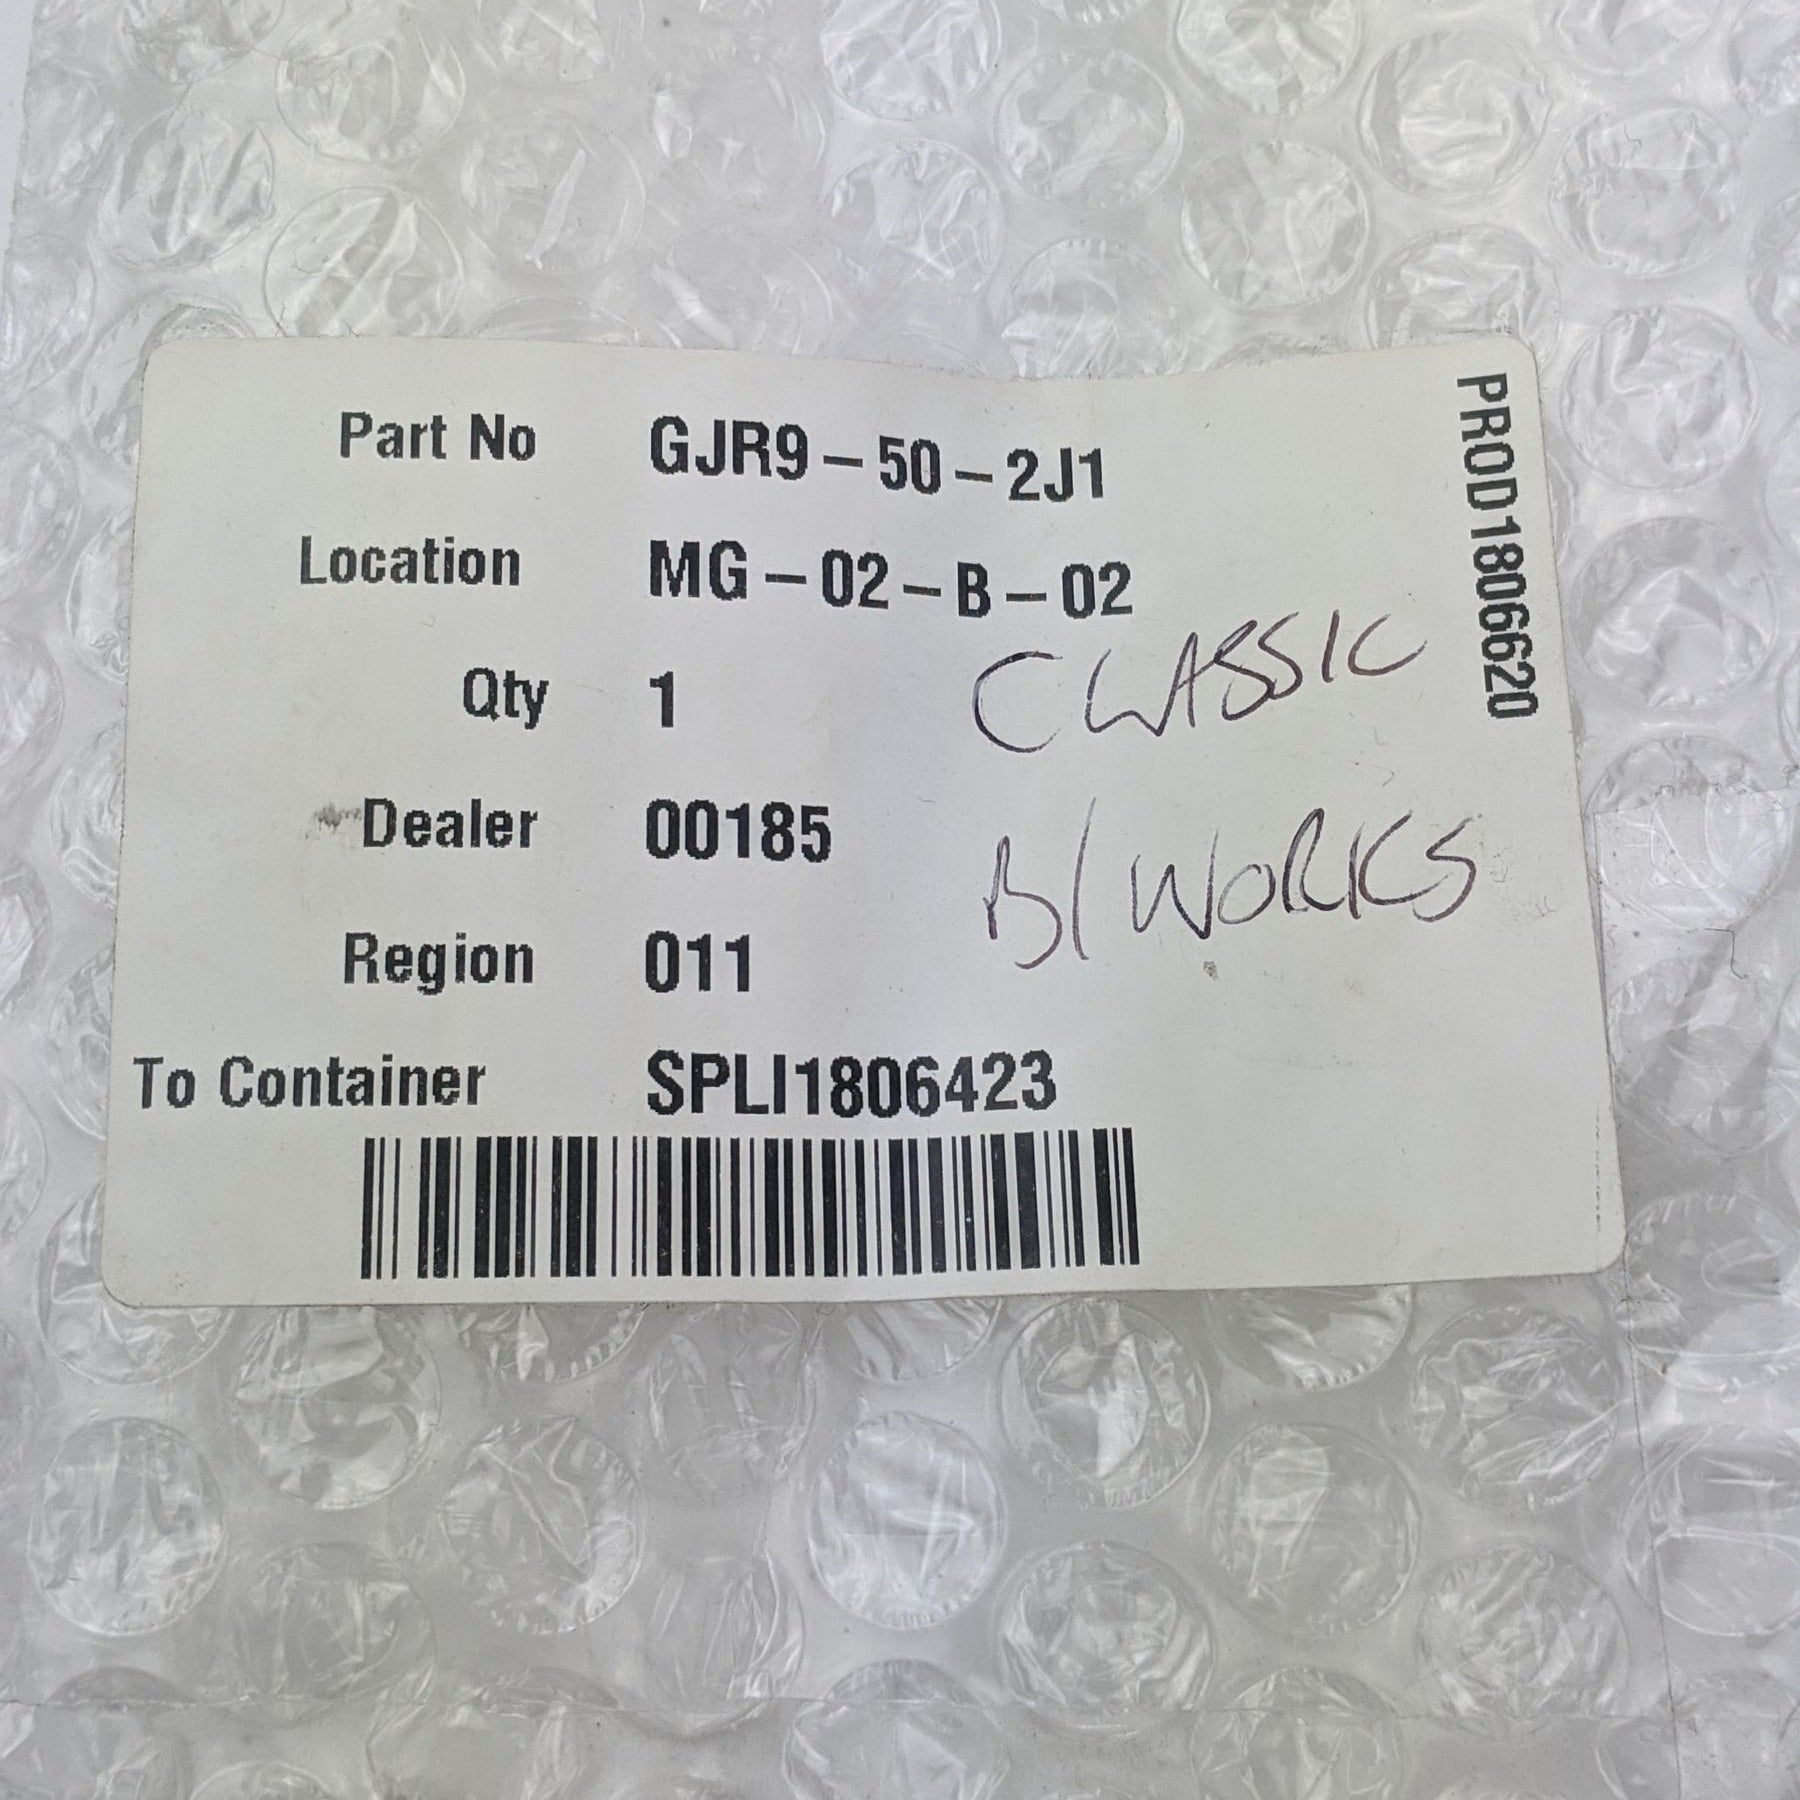 Part No GJR9-50-2J1
Location MG-02-B-02
Qty 1
CLASSIC
Dealer 00185
B/WORKS
Region 011
To Container SPLI1806423
PROD1806620